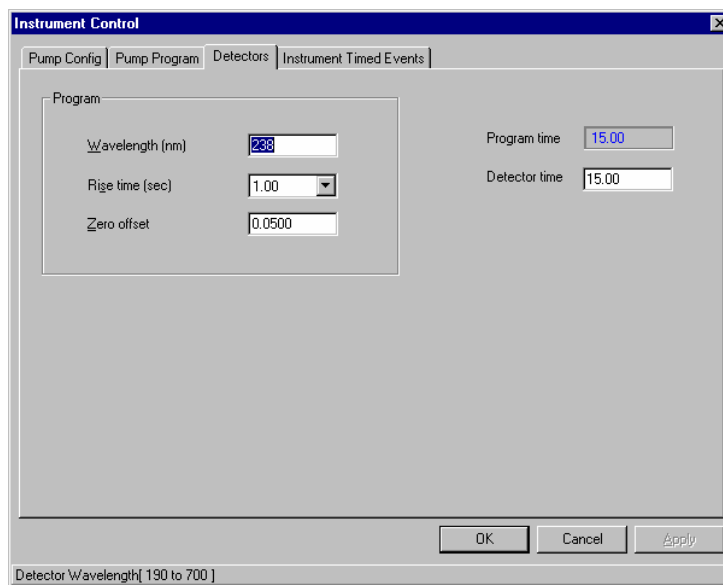 Instrument Control
Pump Config Pump Program Detectors Instrument Timed Events
Program
Wavelength (nm) 238
Rise time (sec) 1.00
Zero offset 0.0500
Program time 15.00
Detector time 15.00
OK Cancel Apply
Detector Wavelength[ 190 to 700 ]